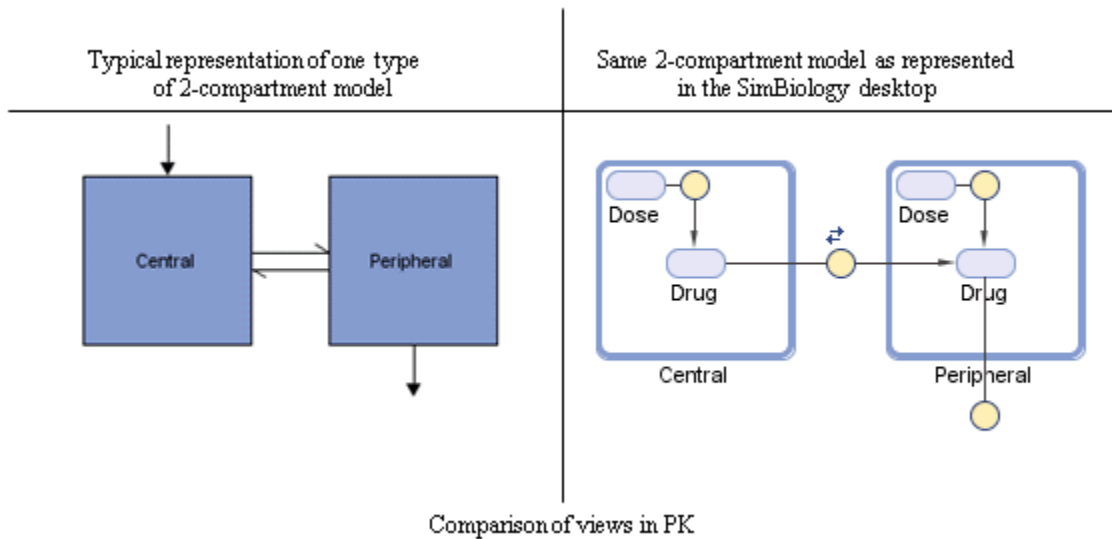 Typical representation of one type
of 2-compartment model
Same 2-compartment model as represented
in the SimBiology desktop
Central
Peripheral
Dose
Drug
Central
Dose
Drug
Peripheral
Comparison of views in PK